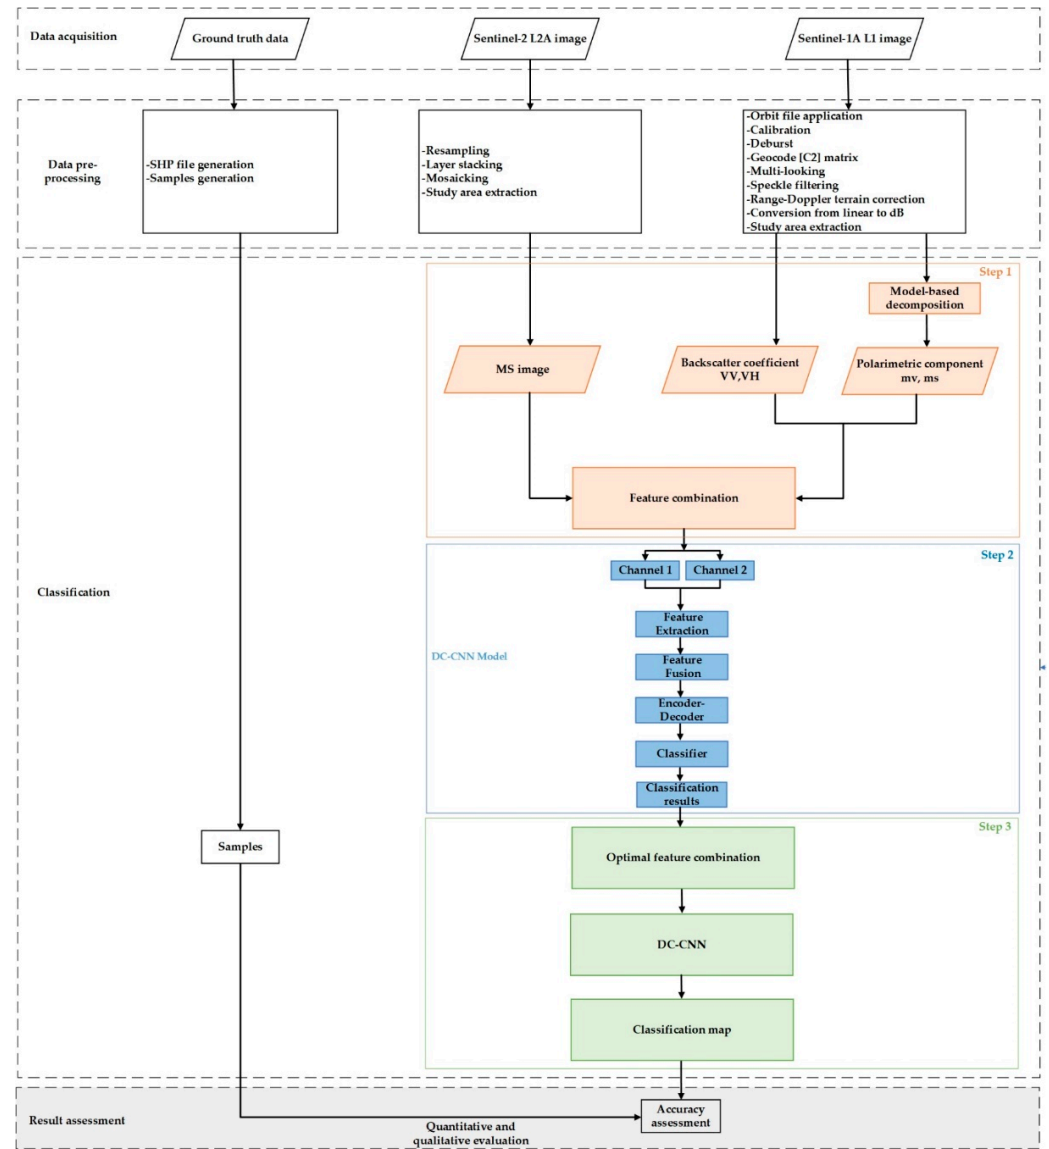 Data acquisition
Ground truth data
Sentinel-2 L2A image
Sentinel-1A L1 image
Data pre-
processing
-SHP file generation
-Samples generation
-Resampling
-Layer stacking
-Mosaicking
-Study area extraction
-Orbit file application
-Calibration
-Deburst
-Geocode [C2] matrix
-Multi-looking
-Speckle filtering
-Range-Doppler terrain correction
-Conversion from linear to dB
-Study area extraction
Classification
Step 1
Model-based
decomposition
MS image
Backscatter coefficient
VV,VH
Polarimetric component
mv, ms
Feature combination
Step 2
DC-CNN Model
Channel 1
Channel 2
Feature
Extraction
Feature
Fusion
Encoder-
Decoder
Classifier
Classification
results
Step 3
Samples
Optimal feature combination
DC-CNN
Classification map
Result assessment
Accuracy
assessment
Quantitative and
qualitative evaluation